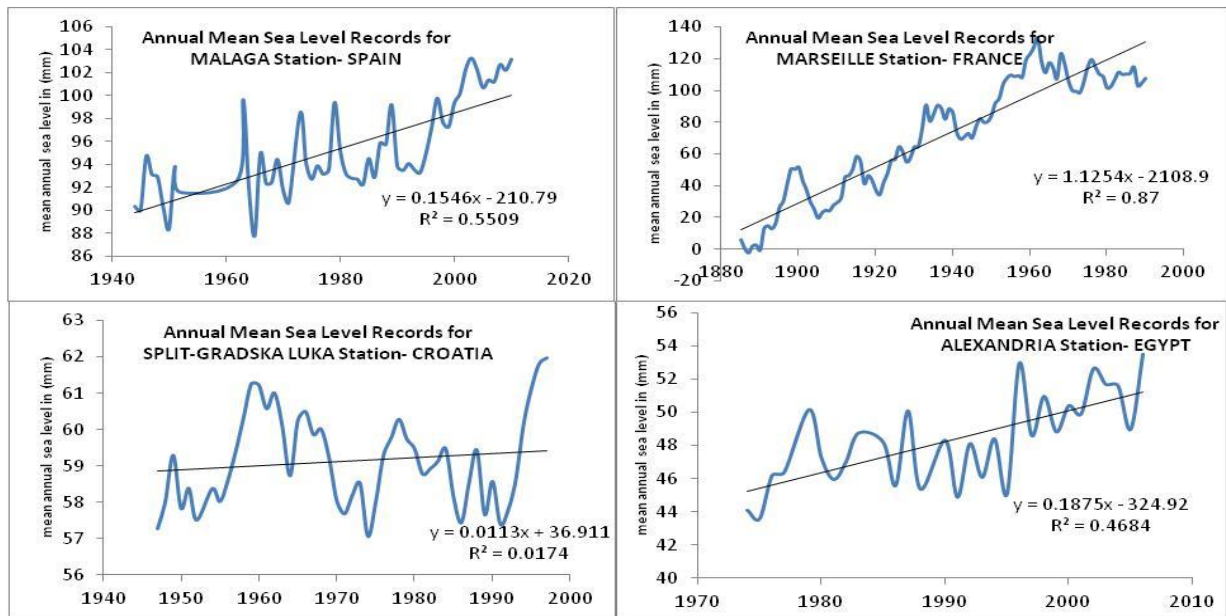 Annual Mean Sea Level Records for
MALAGA Station- SPAIN
mean annual sea level in (mm)
106
104
102
100
98
96
94
92
90
88
86
y = 0.1546x - 210.79
R² = 0.5509
1940 1960 1980 2000 2020
Annual Mean Sea Level Records for
MARSEILLE Station- FRANCE
mean annual sea level in (mm)
140
120
100
80
60
40
20
0
-20
y = 1.1254x - 2108.9
R² = 0.87
1880 1900 1920 1940 1960 1980 2000
Annual Mean Sea Level Records for
SPLIT-GRADSKA LUKA Station- CROATIA
mean annual sea level in (mm)
63
62
61
60
59
58
57
56
y = 0.0113x + 36.911
R² = 0.0174
1940 1950 1960 1970 1980 1990 2000
Annual Mean Sea Level Records for
ALEXANDRIA Station- EGYPT
mean annual sea level in (mm)
56
54
52
50
48
46
44
42
40
y = 0.1875x - 324.92
R² = 0.4684
1970 1980 1990 2000 2010